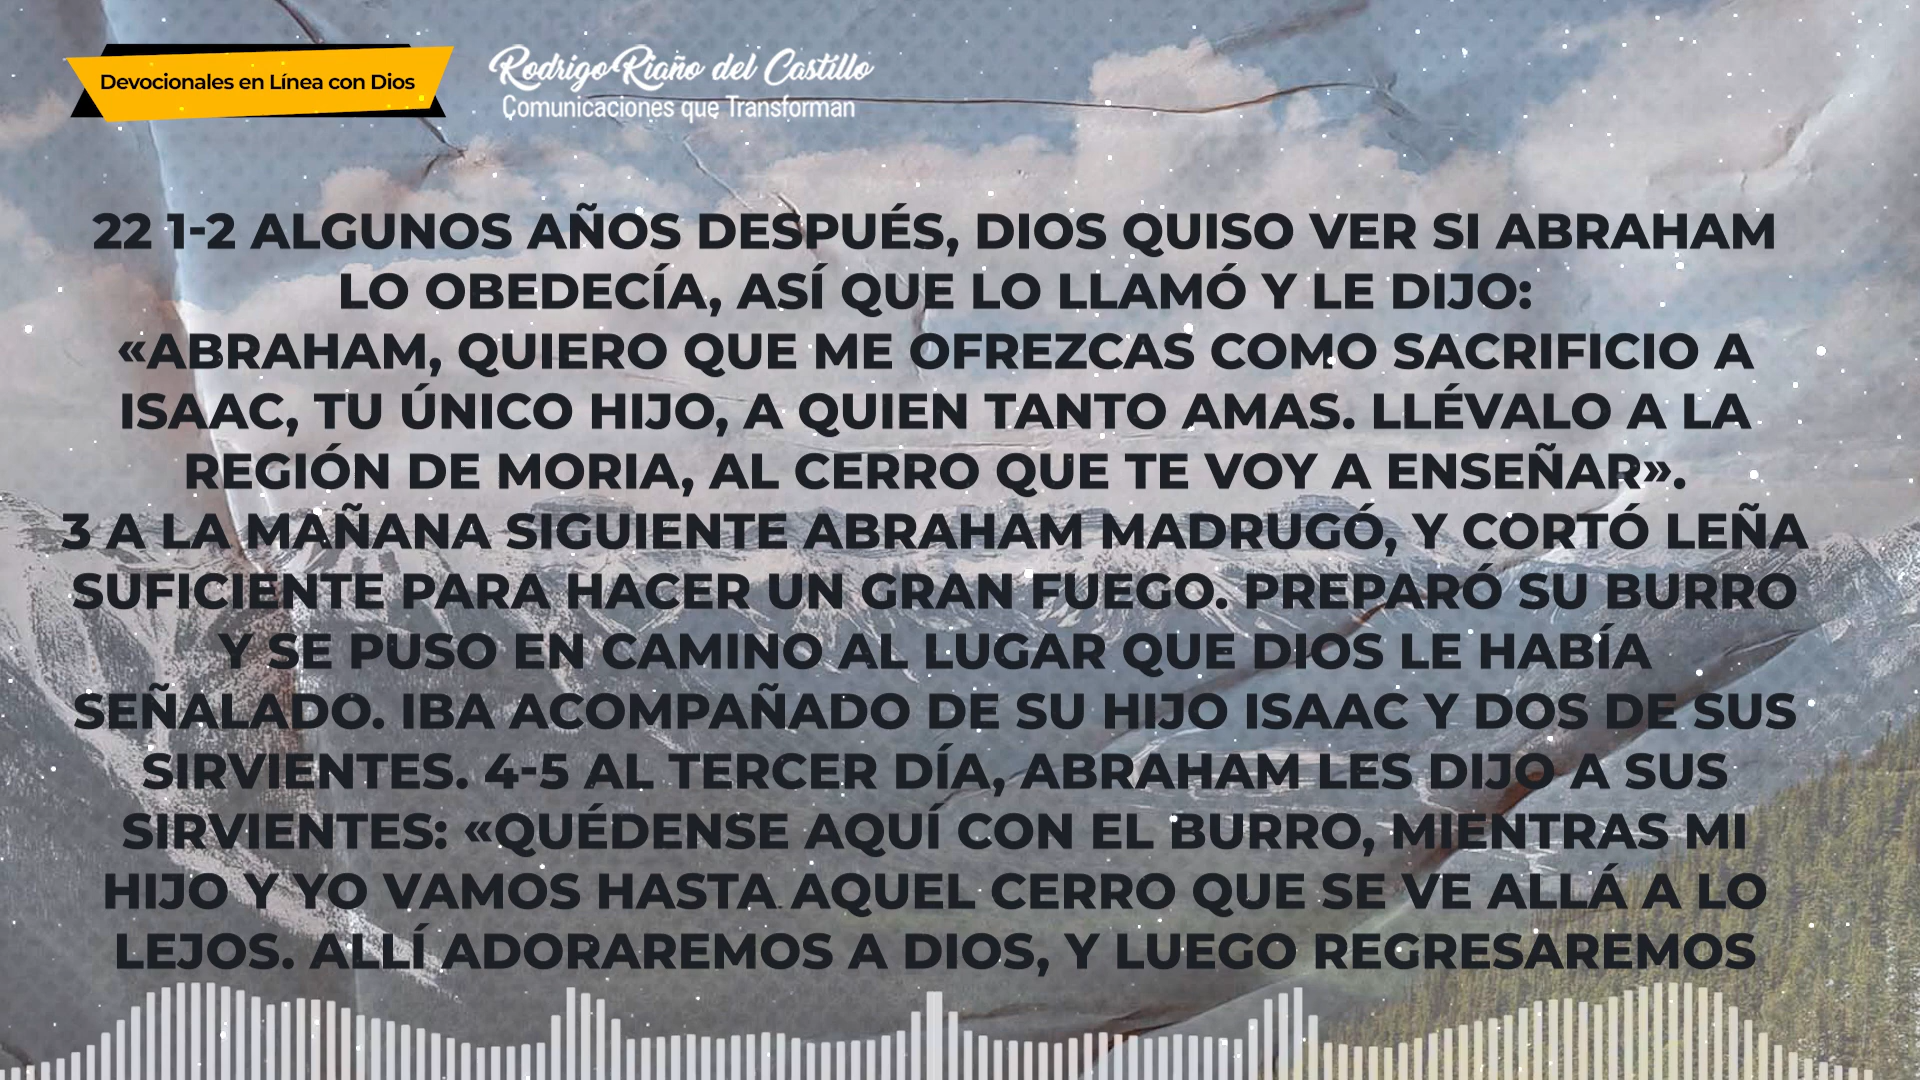 Devocionales en Línea con Dios
Rodrigo Riaño del Castillo
Comunicaciones que Transforman
22 1-2 ALGUNOS AÑOS DESPUÉS, DIOS QUISO VER SI ABRAHAM
LO OBEDECÍA, ASÍ QUE LO LLAMÓ Y LE DIJO:
«ABRAHAM, QUIERO QUE ME OFREZCAS COMO SACRIFICIO A
ISAAC, TU ÚNICO HIJO, A QUIEN TANTO AMAS. LLÉVALO A LA
REGIÓN DE MORIA, AL CERRO QUE TE VOY A ENSEÑAR».
3 A LA MAÑANA SIGUIENTE ABRAHAM MADRUGÓ, Y CORTÓ LEÑA
SUFICIENTE PARA HACER UN GRAN FUEGO. PREPARÓ SU BURRO
Y SE PUSO EN CAMINO AL LUGAR QUE DIOS LE HABÍA
SEÑALADO. IBA ACOMPAÑADO DE SU HIJO ISAAC Y DOS DE SUS
SIRVIENTES. 4-5 AL TERCER DÍA, ABRAHAM LES DIJO A SUS
SIRVIENTES: «QUÉDENSE AQUÍ CON EL BURRO, MIENTRAS MI
HIJO Y YO VAMOS HASTA AQUEL CERRO QUE SE VE ALLÁ A LO
LEJOS. ALLÍ ADORAREMOS A DIOS, Y LUEGO REGRESAREMOS